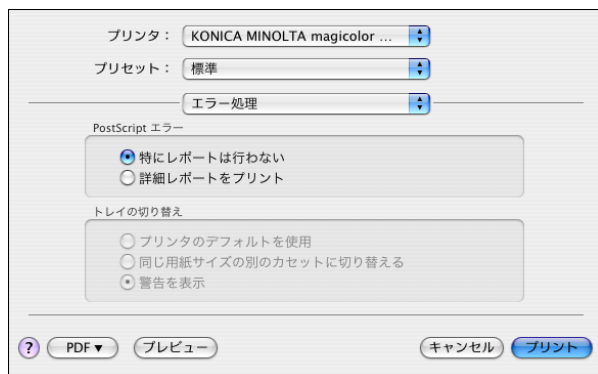 プリンタ： KONICA MINOLTA magicolor ...
プリセット： 標準
エラー処理
PostScript エラー
特にレポートは行わない
詳細レポートをプリント
トレイの切り替え
プリンタのデフォルトを使用
同じ用紙サイズの別のカセットに切り替える
警告を表示
? PDF▼ プレビュー キャンセル プリント